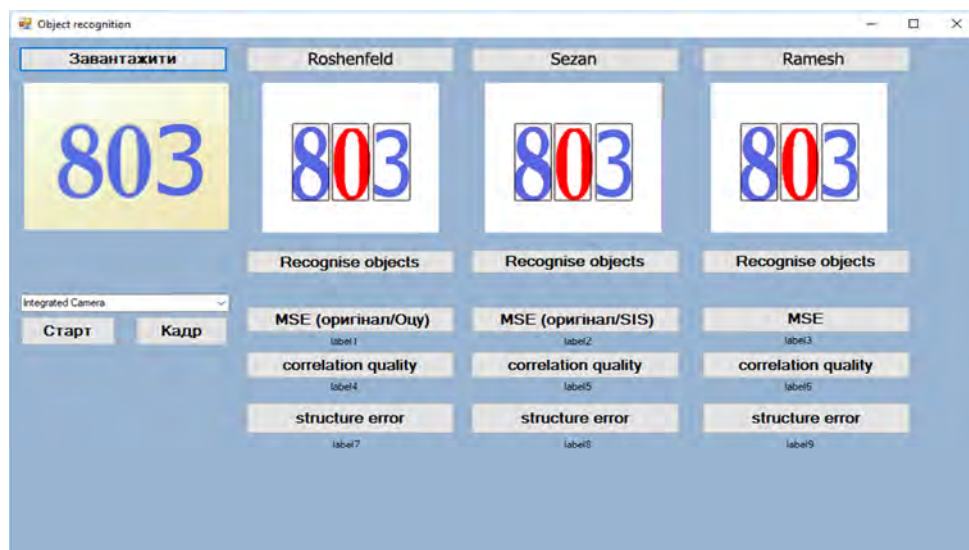 Object recognition
Завантажити
Roshenfeld
Sezan
Ramesh
803
803
803
803
Recognise objects
Recognise objects
Recognise objects
Integrated Camera
Старт
Кадр
MSE (оригінал/Оцу)
MSE (оригінал/SIS)
MSE
label1
label2
label3
correlation quality
correlation quality
correlation quality
label4
label5
label6
structure error
structure error
structure error
label7
label8
label9